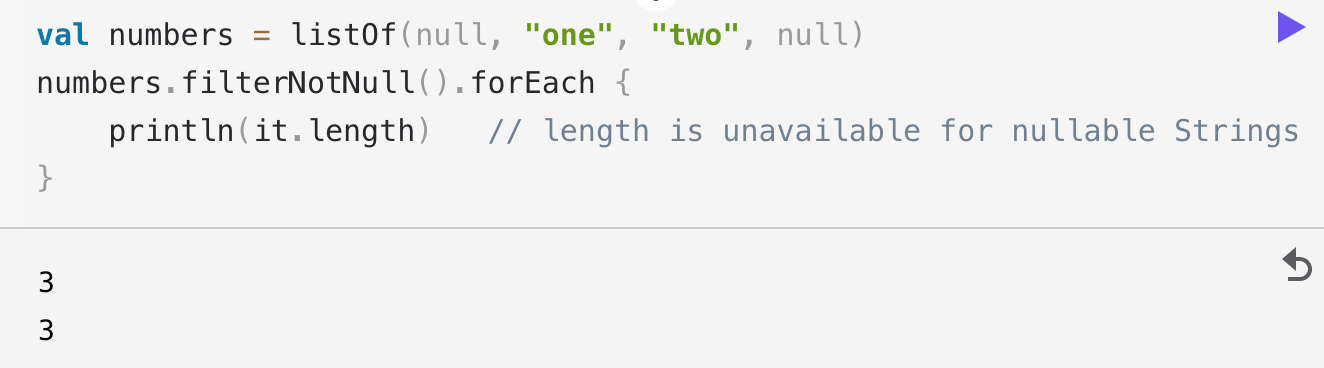 val numbers = listOf(null, "one", "two", null)
numbers.filterNotNull().forEach {
    println(it.length)   // length is unavailable for nullable Strings
}
3
3